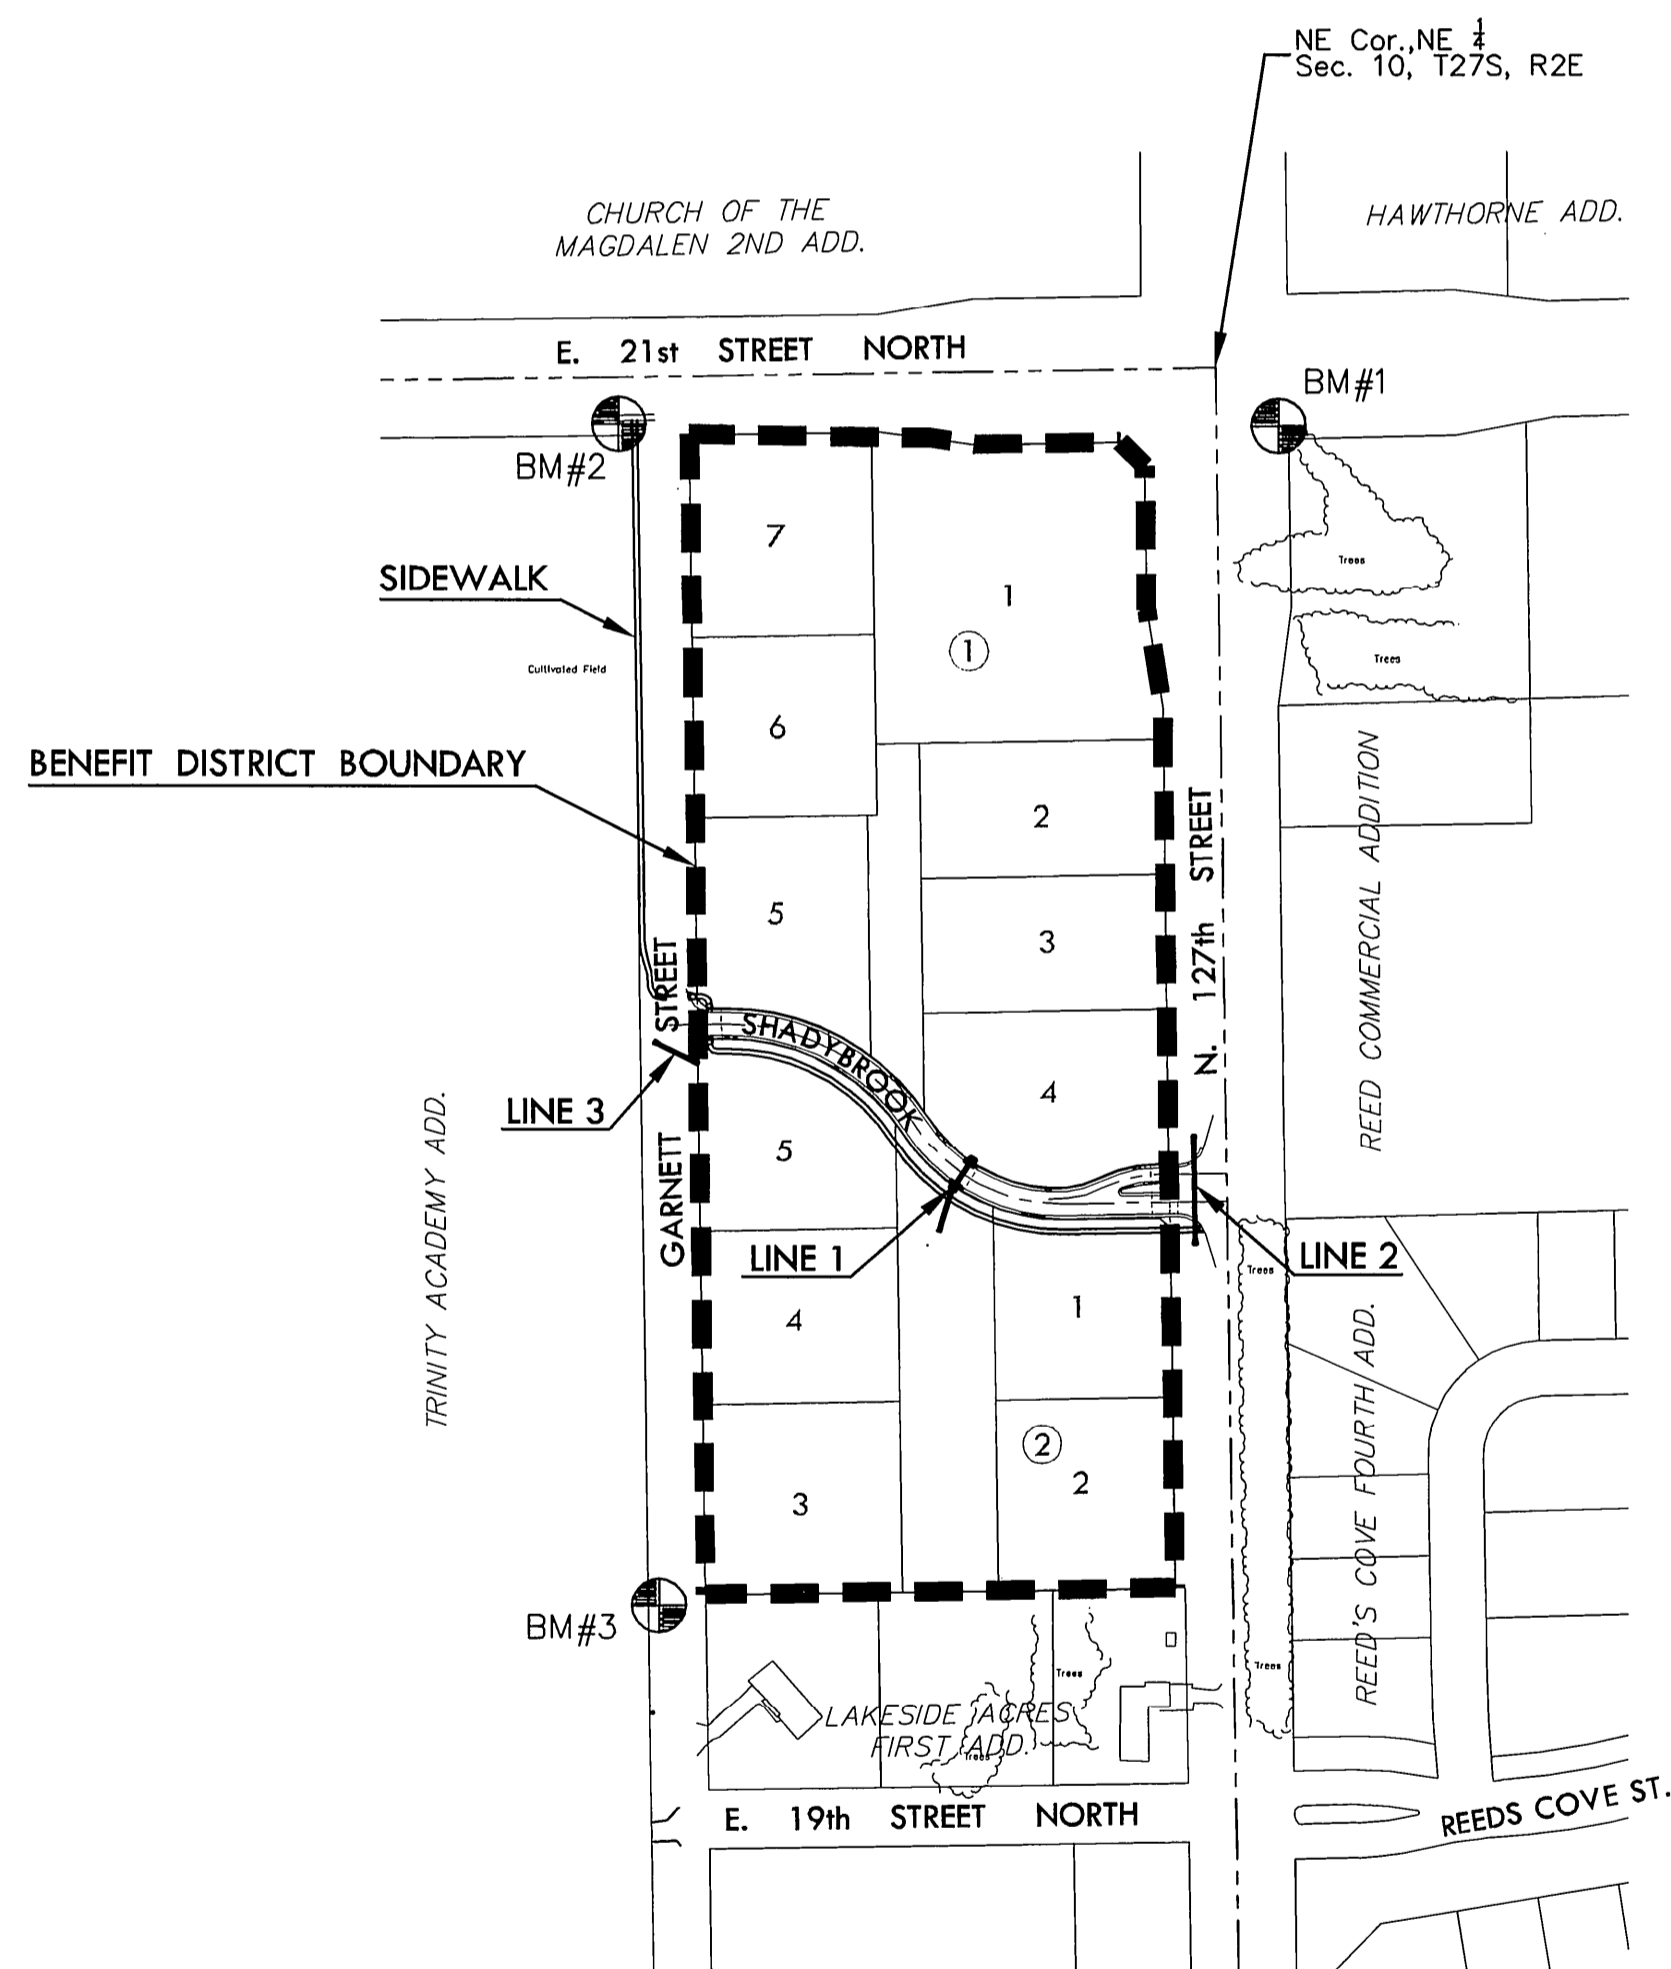 NE Cor.,NE 1/4
Sec. 10, T27S, R2E
CHURCH OF THE
MAGDALEN 2ND ADD.
HAWTHORNE ADD.
E. 21st STREET NORTH
BM#1
BM#2
7
1
1
SIDEWALK
Trees
Trees
Cultivated Field
6
BENEFIT DISTRICT BOUNDARY
2
N. 127th STREET
REED COMMERCIAL ADDITION
5
3
GARNETT STREET
SHADYBROOK
4
LINE 3
TRINITY ACADEMY ADD.
5
LINE 1
LINE 2
Trees
4
1
REED'S COVE FOURTH ADD.
2
2
3
BM#3
Trees
Trees
LAKESIDE ACRES
FIRST ADD.
Trees
E. 19th STREET NORTH
REEDS COVE ST.